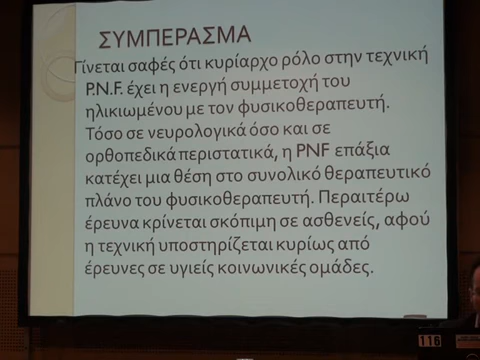 ΣΥΜΠΕΡΑΣΜΑ
Γίνεται σαφές ότι κυρίαρχο ρόλο στην τεχνική
P.N.F. έχει η ενεργή συμμετοχή του
ηλικιωμένου με τον φυσικοθεραπευτή.
Τόσο σε νευρολογικά όσο και σε
ορθοπεδικά περιστατικά, η PNF επάξια
κατέχει μια θέση στο συνολικό θεραπευτικό
πλάνο του φυσικοθεραπευτή. Περαιτέρω
έρευνα κρίνεται σκόπιμη σε ασθενείς, αφού
η τεχνική υποστηρίζεται κυρίως από
έρευνες σε υγιείς κοινωνικές ομάδες.
116